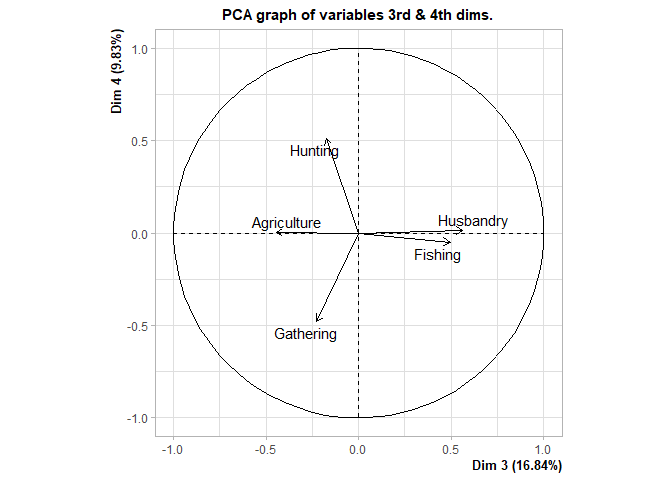 PCA graph of variables 3rd & 4th dims.
Dim 4 (9.83%)
1.0
0.5
0.0
-0.5
-1.0
Hunting
Agriculture
Husbandry
Fishing
Gathering
-1.0 -0.5 0.0 0.5 1.0
Dim 3 (16.84%)